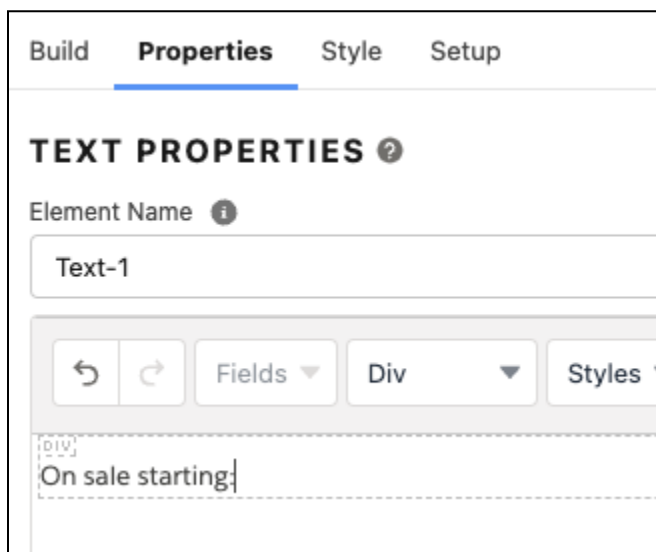 Build Properties Style Setup
TEXT PROPERTIES ?
Element Name i
Text-1
Fields Div Styles
DIV
On sale starting: